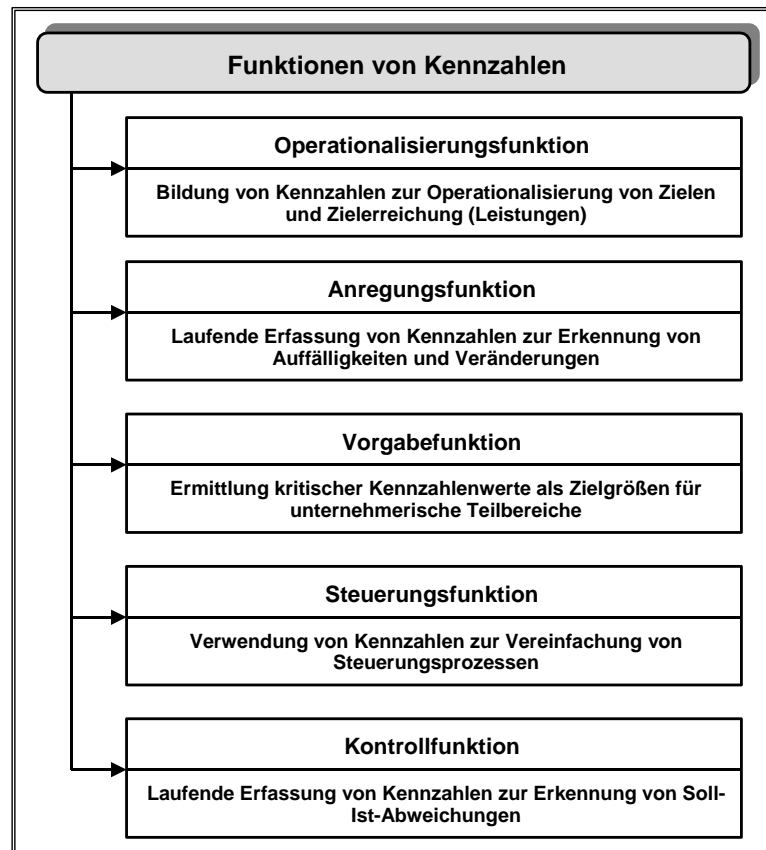 Funktionen von Kennzahlen
Operationalisierungsfunktion
Bildung von Kennzahlen zur Operationalisierung von Zielen
und Zielerreichung (Leistungen)
Anregungsfunktion
Laufende Erfassung von Kennzahlen zur Erkennung von
Auffälligkeiten und Veränderungen
Vorgabefunktion
Ermittlung kritischer Kennzahlenwerte als Zielgrößen für
unternehmerische Teilbereiche
Steuerungsfunktion
Verwendung von Kennzahlen zur Vereinfachung von
Steuerungsprozessen
Kontrollfunktion
Laufende Erfassung von Kennzahlen zur Erkennung von Soll-
Ist-Abweichungen